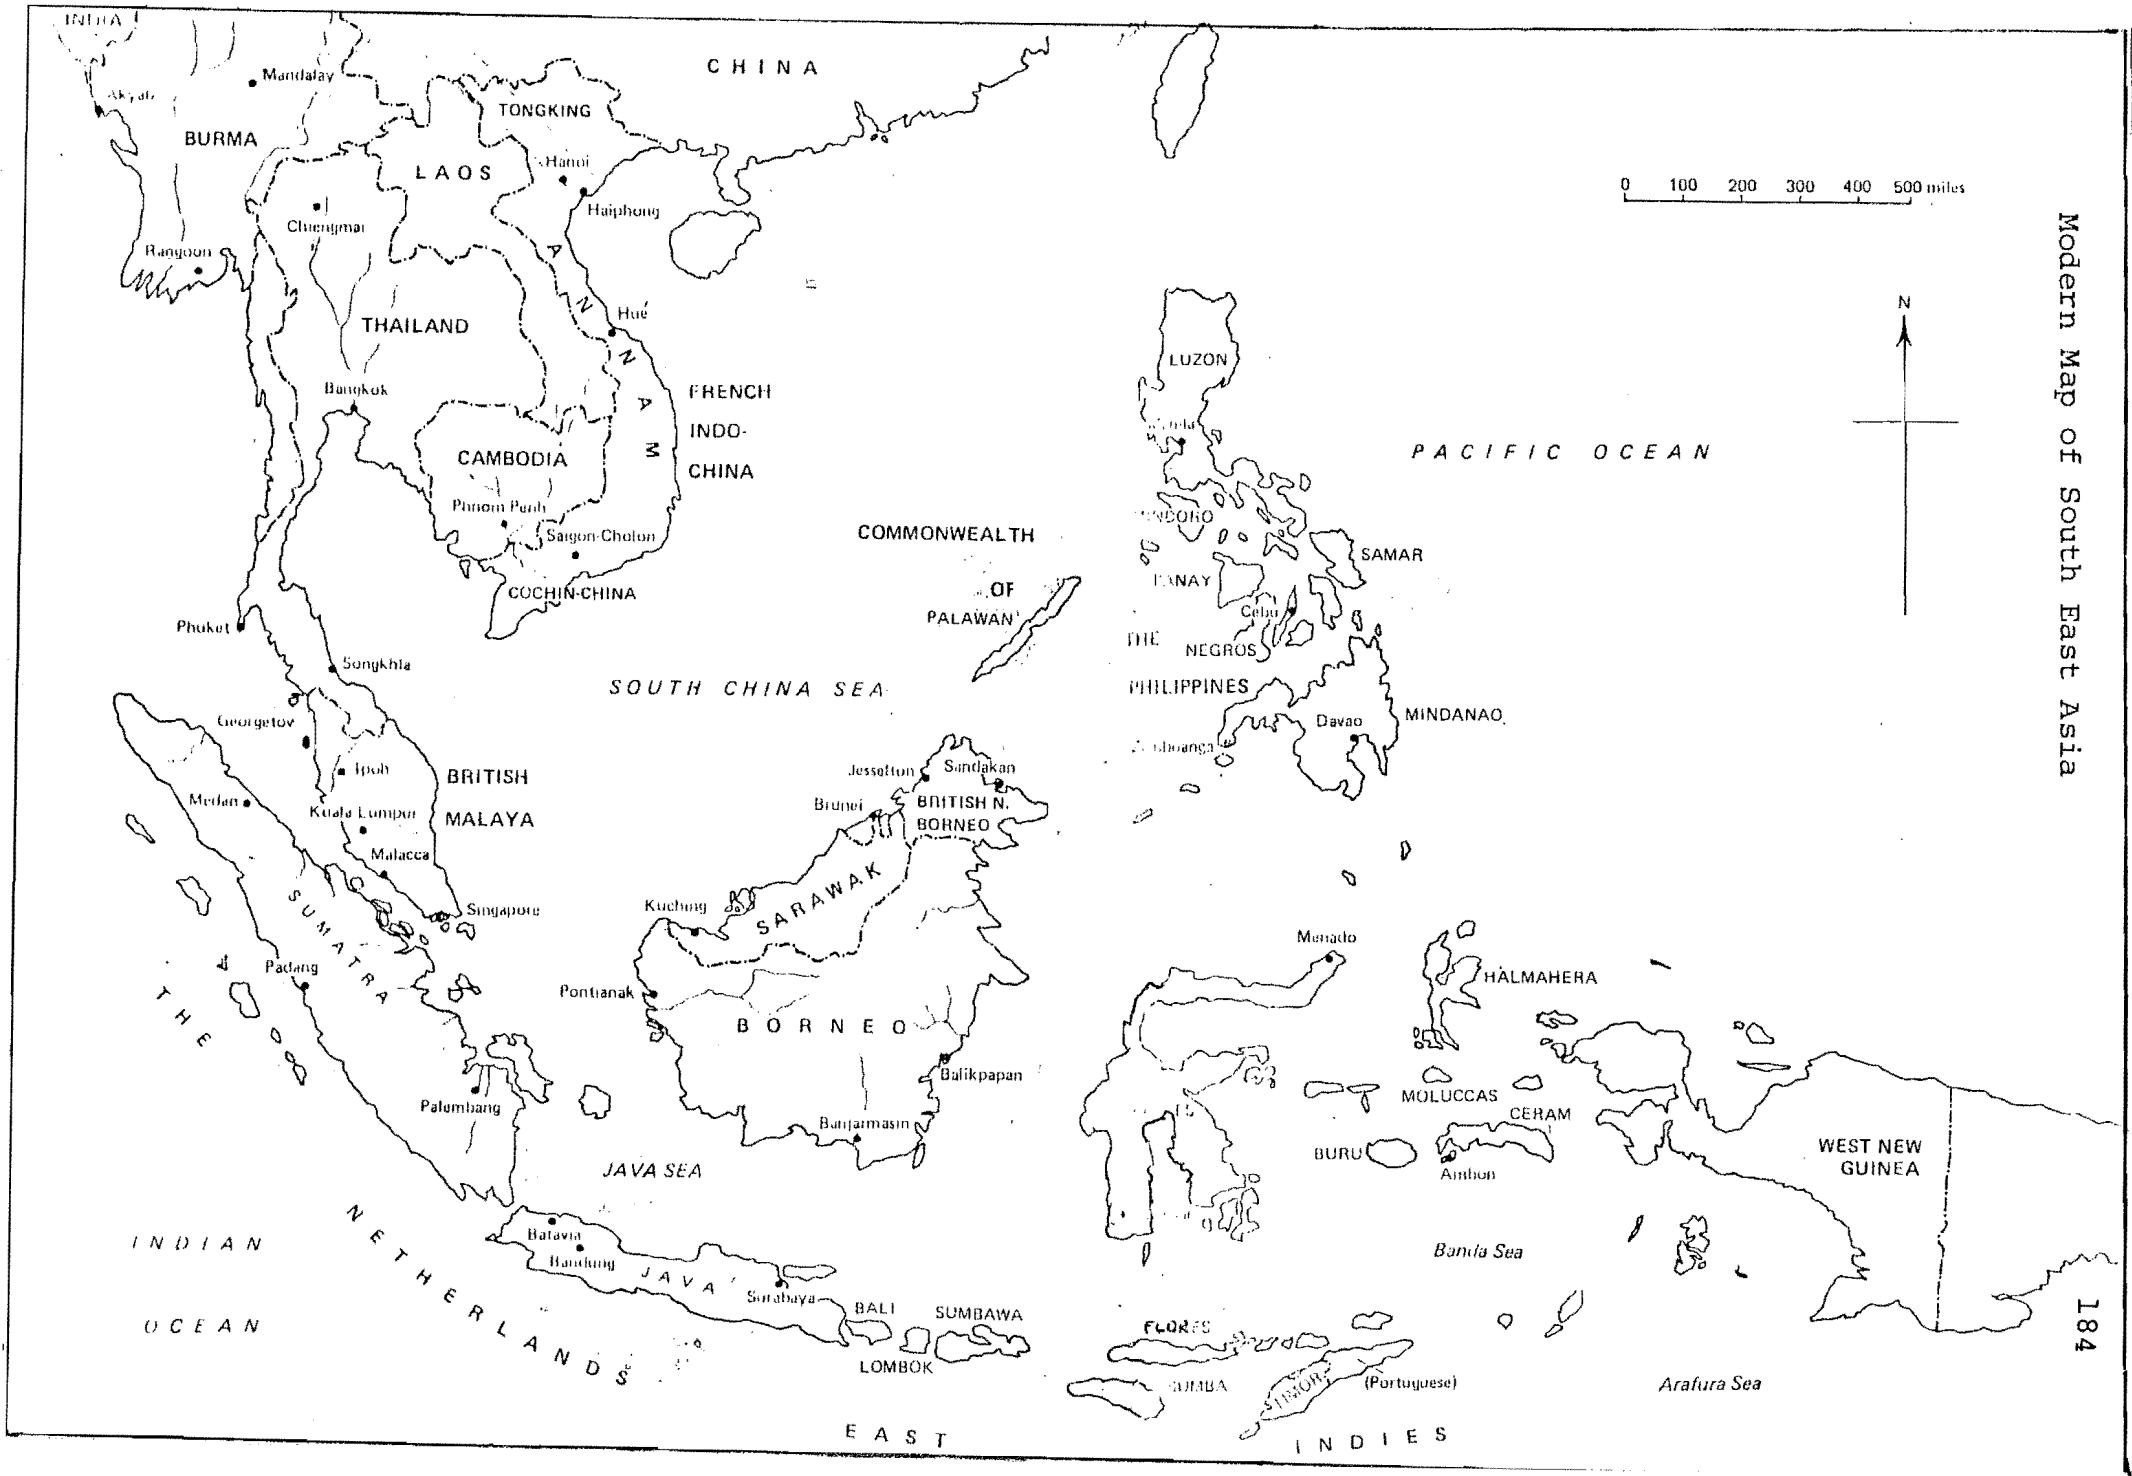 Modern Map of South East Asia
184
INDIA
CHINA
Mandalay
Akyab
BURMA
TONGKING
LAOS
Hanoi
Haiphong
Chiengmai
Rangoon
0 100 200 300 400 500 miles
N
THAILAND
ANNAM
Hué
LUZON
Bangkok
FRENCH
INDO-
CHINA
PACIFIC OCEAN
CAMBODIA
Phnom Penh
Saigon-Cholon
COCHIN-CHINA
COMMONWEALTH
OF
THE
PHILIPPINES
PALAWAN
SAMAR
Cebu
NEGROS
Phuket
Songkhla
SOUTH CHINA SEA
MINDANAO
Davao
Ipoh
BRITISH
MALAYA
Medan
Kuala Lumpur
Malacca
Singapore
Jesselton
Sandakan
Brunei
BRITISH N.
BORNEO
SARAWAK
Kuching
SUMATRA
Padang
Pontianak
BORNEO
Menado
HALMAHERA
Balikpapan
Palembang
Banjarmasin
MOLUCCAS
CERAM
BURU
Ambon
WEST NEW
GUINEA
JAVA SEA
Banda Sea
INDIAN
OCEAN
THE
NETHERLANDS
EAST
INDIES
Batavia
Bandung
JAVA
Surabaya
BALI
LOMBOK
SUMBAWA
FLORES
SUMBA
TIMOR
(Portuguese)
Arafura Sea